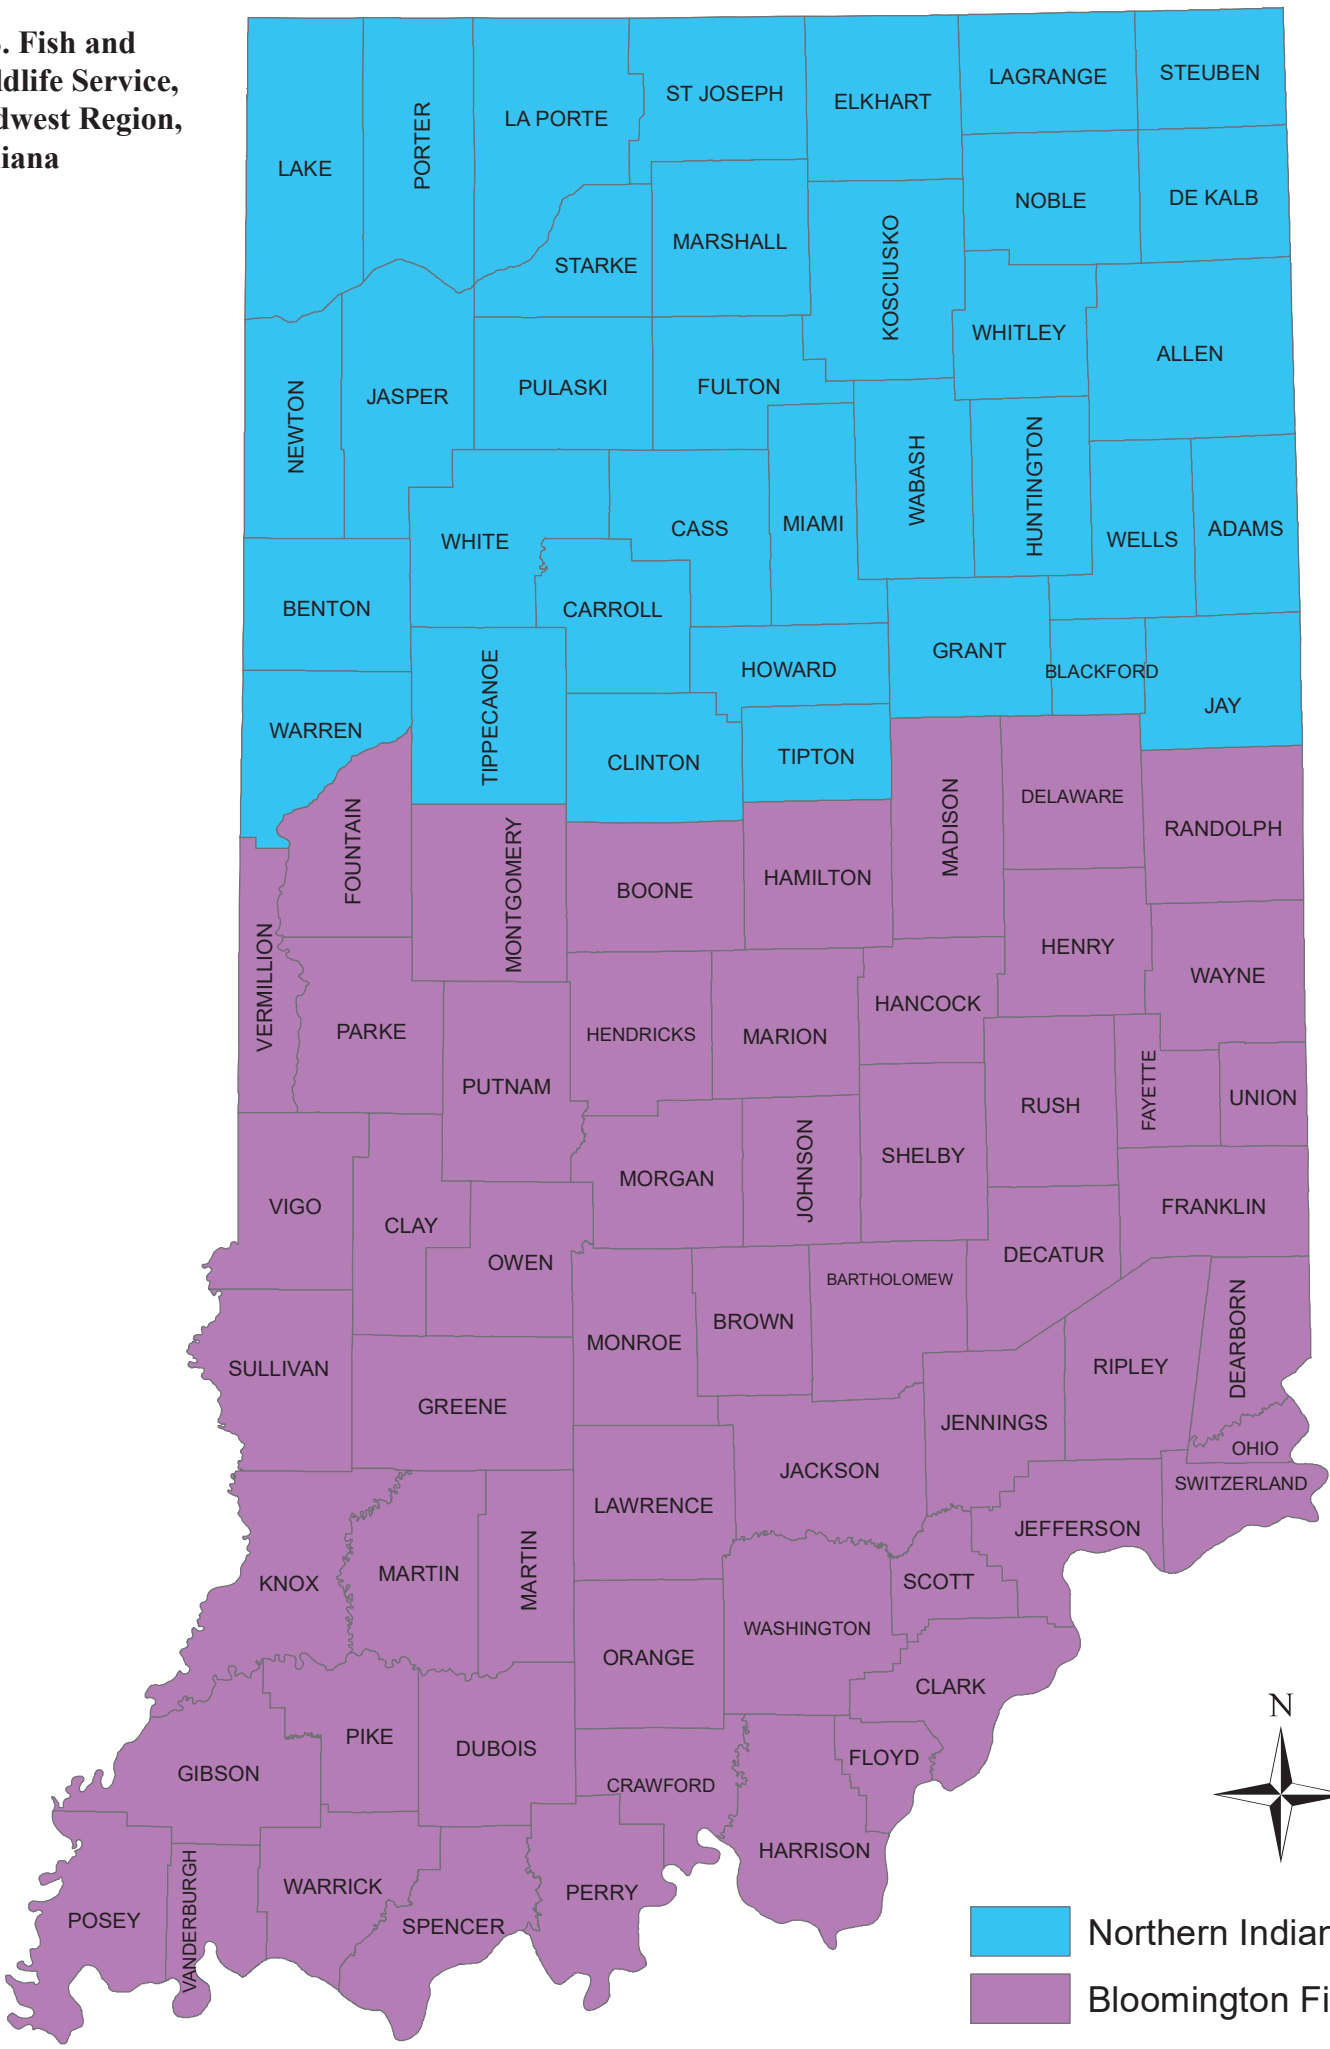 . Fish and
dlife Service,
dwest Region,
iana
LAKE
PORTER
LA PORTE
ST JOSEPH
ELKHART
LAGRANGE
STEUBEN
NOBLE
DE KALB
STARKE
MARSHALL
KOSCIUSKO
WHITLEY
ALLEN
NEWTON
JASPER
PULASKI
FULTON
WABASH
HUNTINGTON
WHITE
CASS
MIAMI
WELLS
ADAMS
BENTON
CARROLL
HOWARD
GRANT
BLACKFORD
JAY
WARREN
TIPPECANOE
CLINTON
TIPTON
FOUNTAIN
MONTGOMERY
BOONE
HAMILTON
MADISON
DELAWARE
RANDOLPH
VERMILLION
PARKE
PUTNAM
HENDRICKS
MARION
HANCOCK
HENRY
WAYNE
RUSH
FAYETTE
UNION
VIGO
CLAY
OWEN
MORGAN
JOHNSON
SHELBY
FRANKLIN
DECATUR
BARTHOLOMEW
BROWN
MONROE
SULLIVAN
GREENE
RIPLEY
DEARBORN
JENNINGS
OHIO
SWITZERLAND
JACKSON
LAWRENCE
JEFFERSON
KNOX
MARTIN
MARTIN
SCOTT
WASHINGTON
ORANGE
CLARK
PIKE
DUBOIS
FLOYD
GIBSON
CRAWFORD
HARRISON
WARRICK
PERRY
POSEY
VANDERBURGH
SPENCER
N
Northern Indian
Bloomington Fi